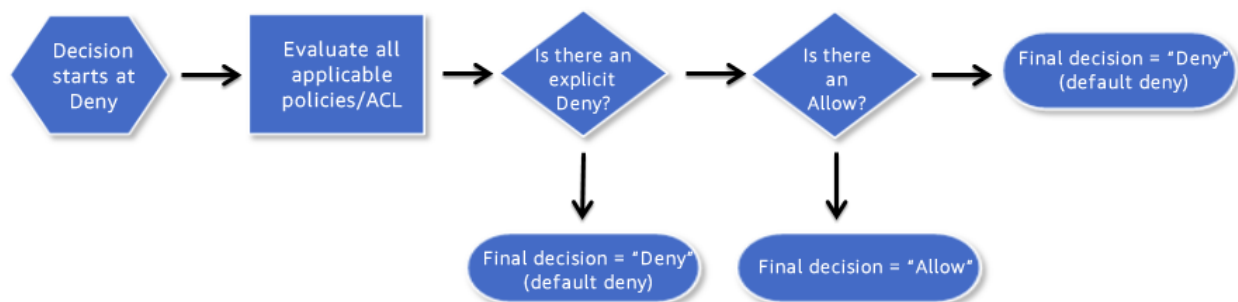 Decision
starts at
Deny
Evaluate all
applicable
policies/ACL
Is there an
explicit
Deny?
Is there
an
Allow?
Final decision = "Deny"
(default deny)
Final decision = "Deny"
(default deny)
Final decision = "Allow"